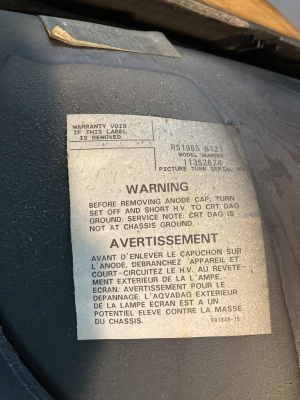 WARRANTY VOID
IF THIS LABEL
IS REMOVED
RS1985 B121
MODEL NUMBER
11352624
PICTURE TUBE SERIAL NO.
WARNING
BEFORE REMOVING ANODE CAP, TURN
SET OFF AND SHORT H.V. TO CRT DAG
GROUND. SERVICE NOTE: CRT DAG IS
NOT AT CHASSIS GROUND.
AVERTISSEMENT
AVANT D'ENLEVER LE CAPUCHON SUR
L'ANODE, DEBRANCHEZ APPAREIL ET
COURT-CIRCUITEZ LE H.V. AU REVETE-
MENT EXTERIEUR DE LA L'AMPE,
ECRAN. AVERTISSEMENT POUR LE
DEPANNAGE: L'AQVADAG EXTERIEUR
DE LA LAMPE ECRAN EST A UN
POTENTIEL ELEVE CONTRE LA MASSE
DU CHASSIS.